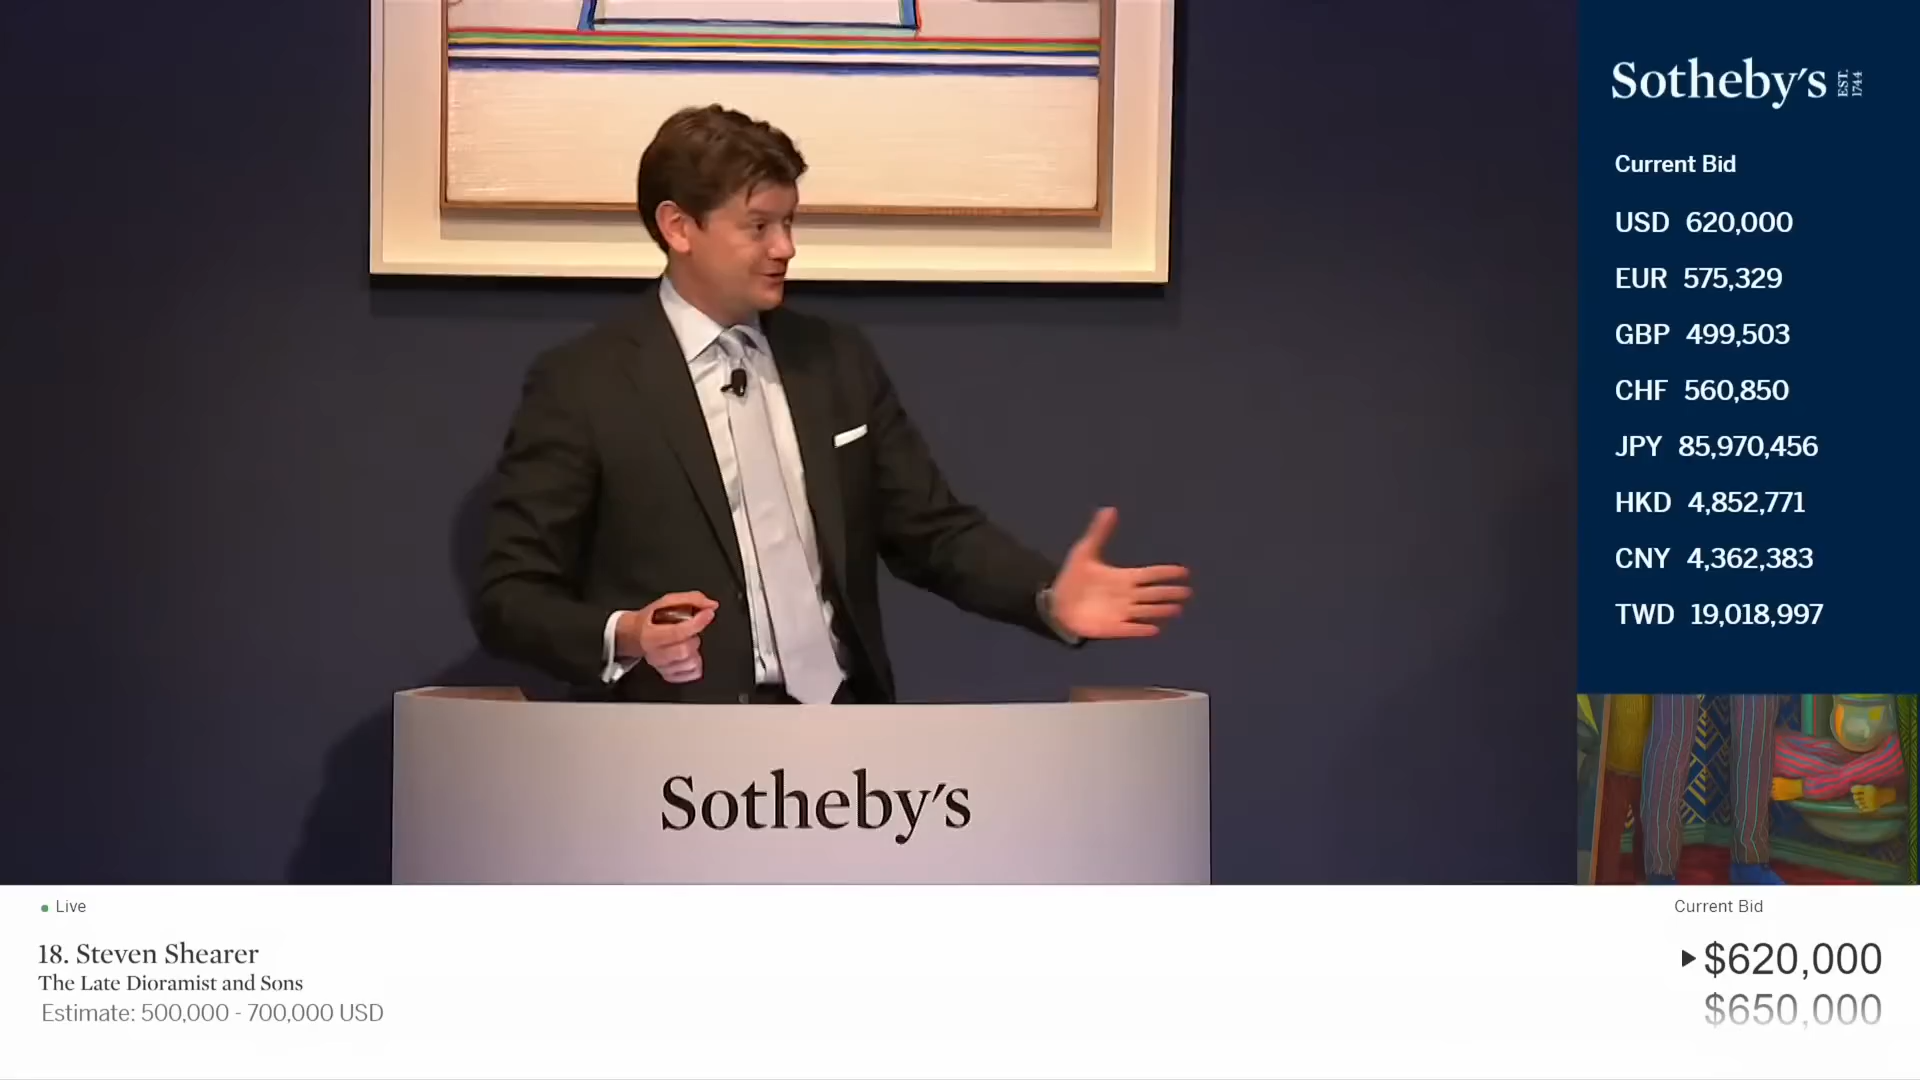 Sotheby's EST. 1744
Current Bid
USD 620,000
EUR 575,329
GBP 499,503
CHF 560,850
JPY 85,970,456
HKD 4,852,771
CNY 4,362,383
TWD 19,018,997
Sotheby's
Live
18. Steven Shearer
The Late Dioramist and Sons
Estimate: 500,000 - 700,000 USD
Current Bid
$620,000
$650,000